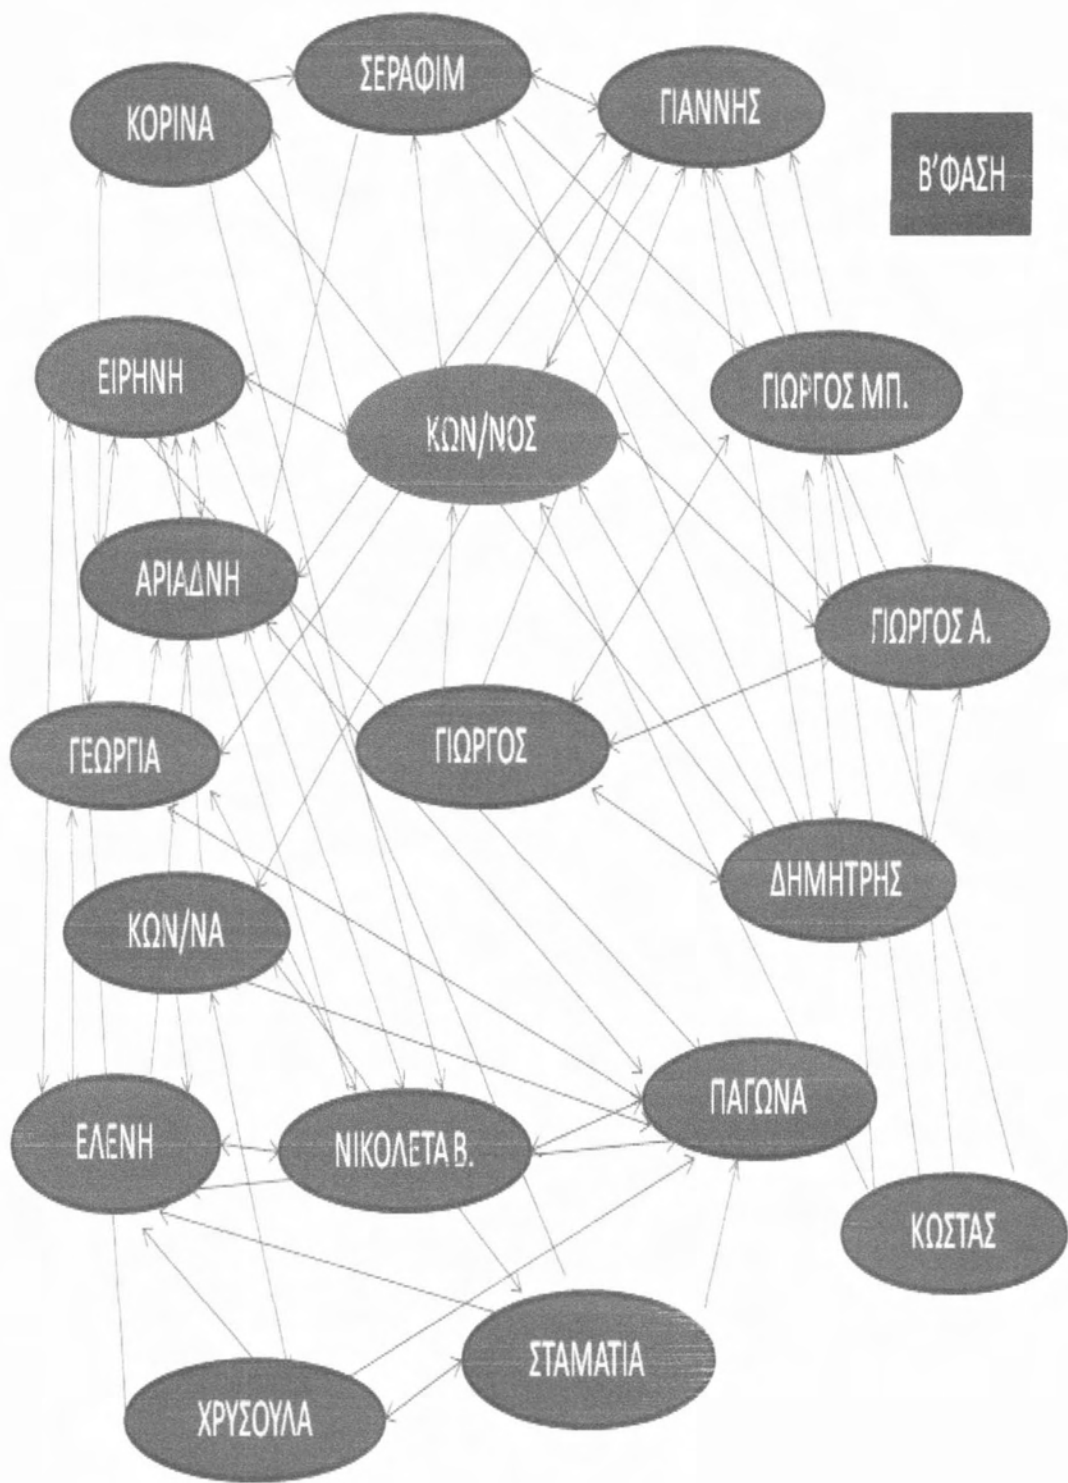 ΣΕΡΑΦΙΜ
ΚΟΡΙΝΑ
ΓΙΑΝΝΗΣ
Β'ΦΑΣΗ
ΕΙΡΗΝΗ
ΓΙΩΡΓΟΣ ΜΠ.
ΚΩΝ/ΝΟΣ
ΑΡΙΑΔΝΗ
ΓΙΩΡΓΟΣ Α.
ΓΕΩΡΓΙΑ
ΓΙΩΡΓΟΣ
ΔΗΜΗΤΡΗΣ
ΚΩΝ/ΝΑ
ΠΑΓΩΝΑ
ΕΛΕΝΗ
ΝΙΚΟΛΕΤΑ Β.
ΚΩΣΤΑΣ
ΣΤΑΜΑΤΙΑ
ΧΡΥΣΟΥΛΑ